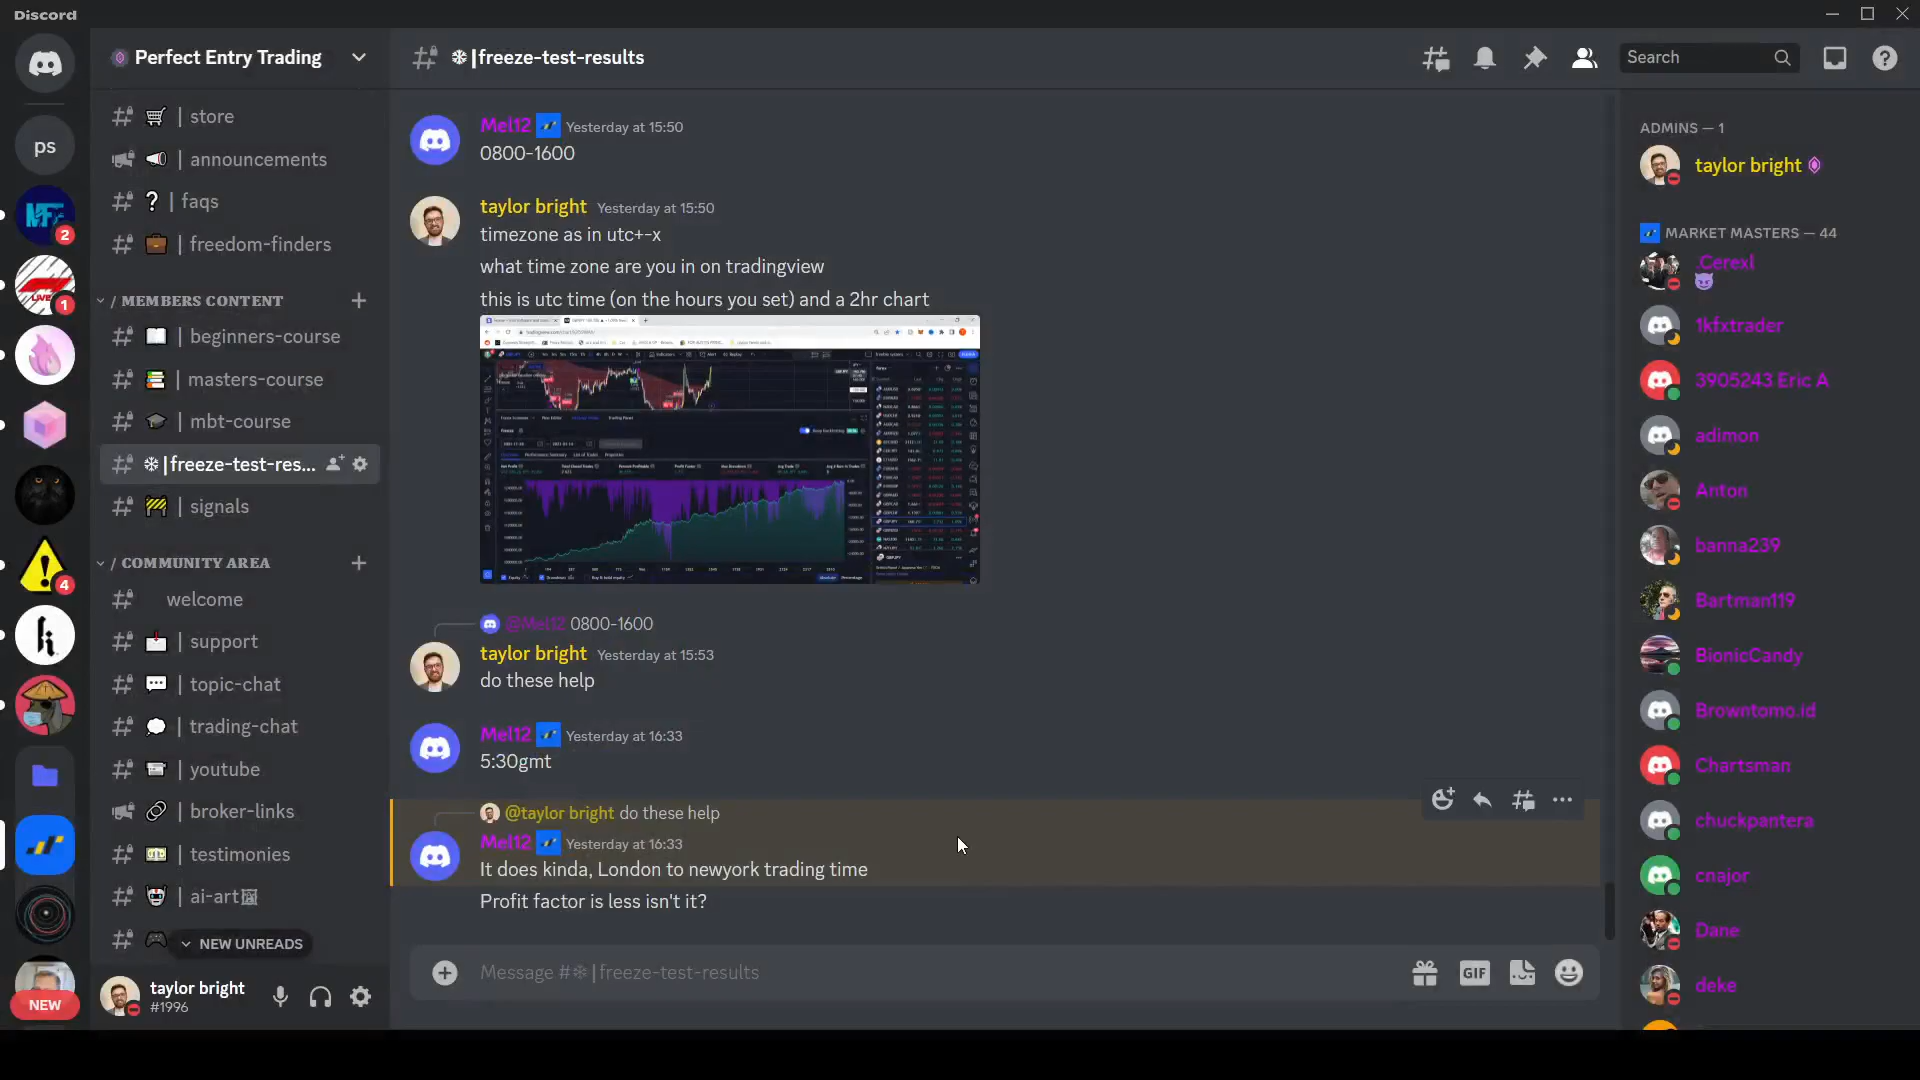 Discord
Perfect Entry Trading
| store
| announcements
| faqs
| freedom-finders
/ MEMBERS CONTENT
| beginners-course
| masters-course
| mbt-course
|freeze-test-res...
| signals
/ COMMUNITY AREA
welcome
| support
| topic-chat
| trading-chat
| youtube
| broker-links
| testimonies
| ai-art
NEW UNREADS
taylor bright
#1996
ps
2
LIVE
1
4
NEW
|freeze-test-results
Search
Mel12 Yesterday at 15:50
0800-1600
taylor bright Yesterday at 15:50
timezone as in utc+-x
what time zone are you in on tradingview
this is utc time (on the hours you set) and a 2hr chart
@Mel12 0800-1600
taylor bright Yesterday at 15:53
do these help
Mel12 Yesterday at 16:33
5:30gmt
@taylor bright do these help
Mel12 Yesterday at 16:33
It does kinda, London to newyork trading time
Profit factor is less isn't it?
Message # |freeze-test-results
GIF
ADMINS — 1
taylor bright
MARKET MASTERS — 44
.Cerexl
1kfxtrader
3905243 Eric A
adimon
Anton
banna239
Bartman119
BionicCandy
Browntomo.id
Chartsman
chuckpantera
cnajor
Dane
deke